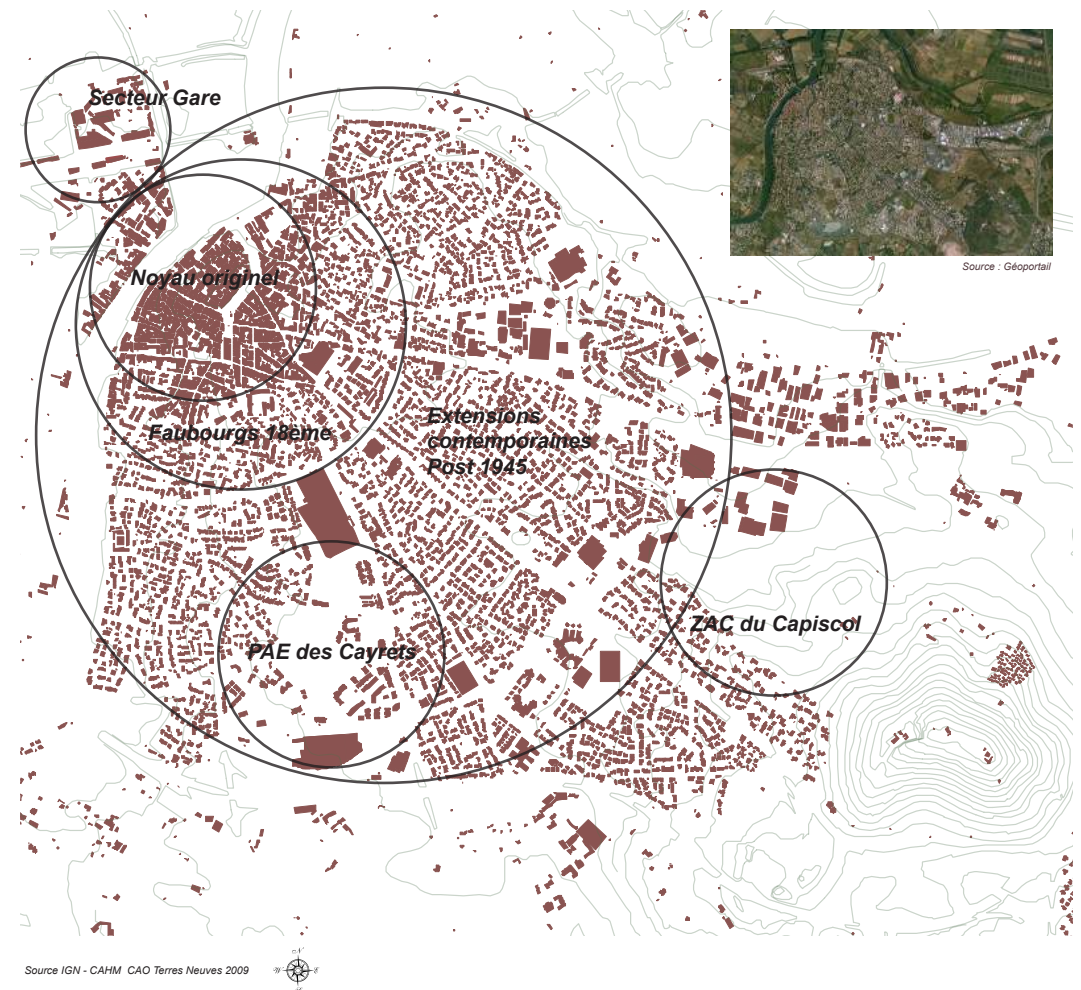 Secteur Gare
Source : Géoportail
Noyau originel
Extensions
contemporaines
Post 1945
Faubourgs 18ème
ZAC du Capiscol
PAE des Cayrets
N
W E
S
Source IGN - CAHM CAO Terres Neuves 2009